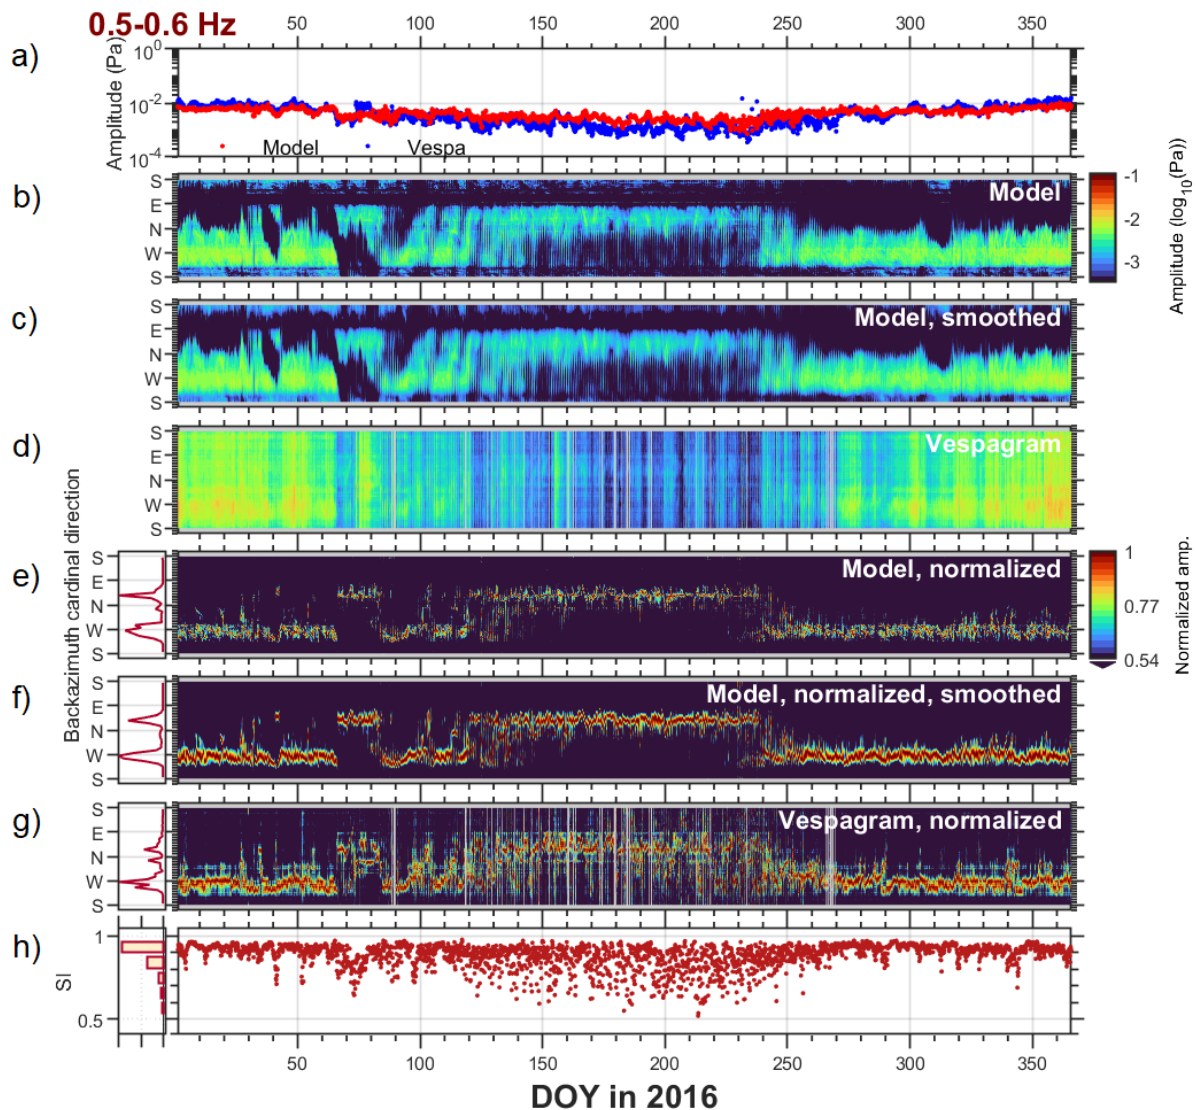 0.5-0.6 Hz
50 100 150 200 250 300 350
a)
Amplitude (Pa)
10^0
10^-2
10^-4
Model
Vespa
b)
S
E
N
W
S
Model
-1
-2
-3
Amplitude (log10(Pa))
c)
S
E
N
W
S
Model, smoothed
d)
S
E
N
W
S
Vespagram
Backazimuth cardinal direction
e)
S
E
N
W
S
Model, normalized
1
0.77
0.54
Normalized amp.
f)
S
E
N
W
S
Model, normalized, smoothed
g)
S
E
N
W
S
Vespagram, normalized
h)
SI
1
0.5
50 100 150 200 250 300 350
DOY in 2016